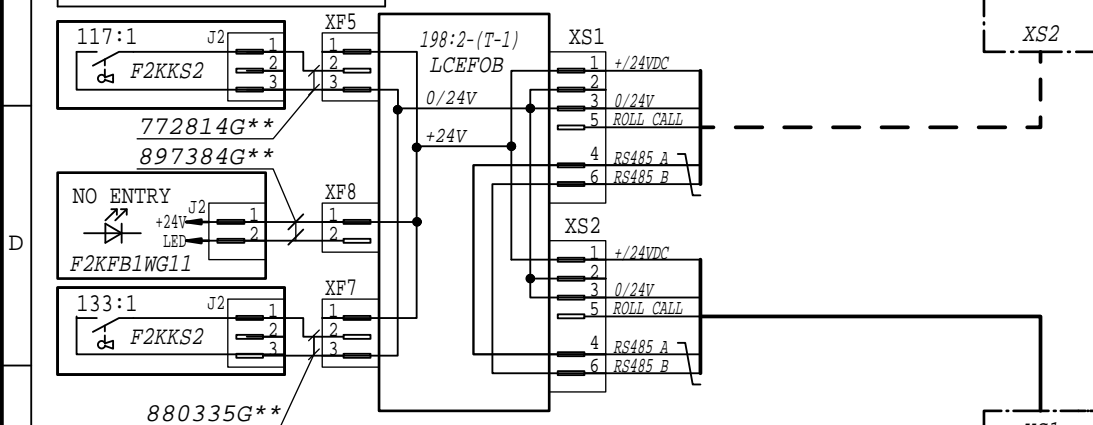 117:1
J2
1
2
3
F2KKS2
772814G**
897384G**
NO ENTRY
+24V
LED
J2
1
2
F2KFB1WG11
133:1
J2
1
2
3
F2KKS2
880335G**
D
XF5
1
2
3
XF8
1
2
XF7
1
2
3
198:2-(T-1)
LCEFOB
0/24V
+24V
XS1
1 +/24VDC
2
3 0/24V
5 ROLL CALL
4 RS485 A
6 RS485 B
XS2
1 +/24VDC
2
3 0/24V
5 ROLL CALL
4 RS485 A
6 RS485 B
XS2